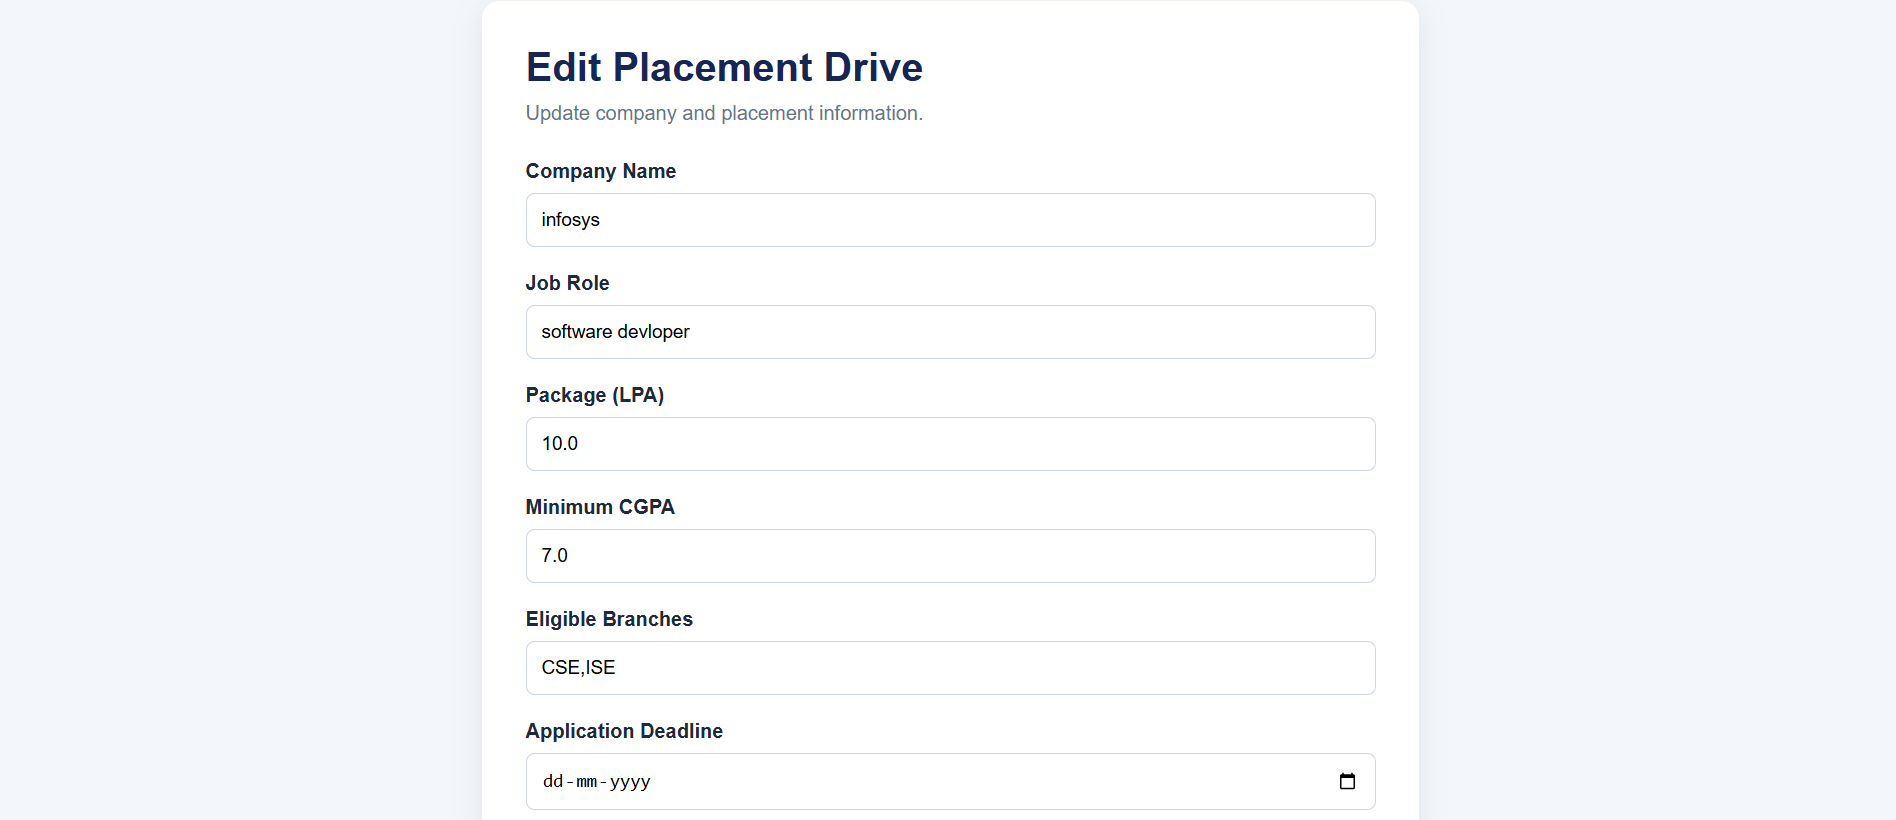 Edit Placement Drive
Update company and placement information.
Company Name
infosys
Job Role
software devloper
Package (LPA)
10.0
Minimum CGPA
7.0
Eligible Branches
CSE,ISE
Application Deadline
dd-mm-yyyy